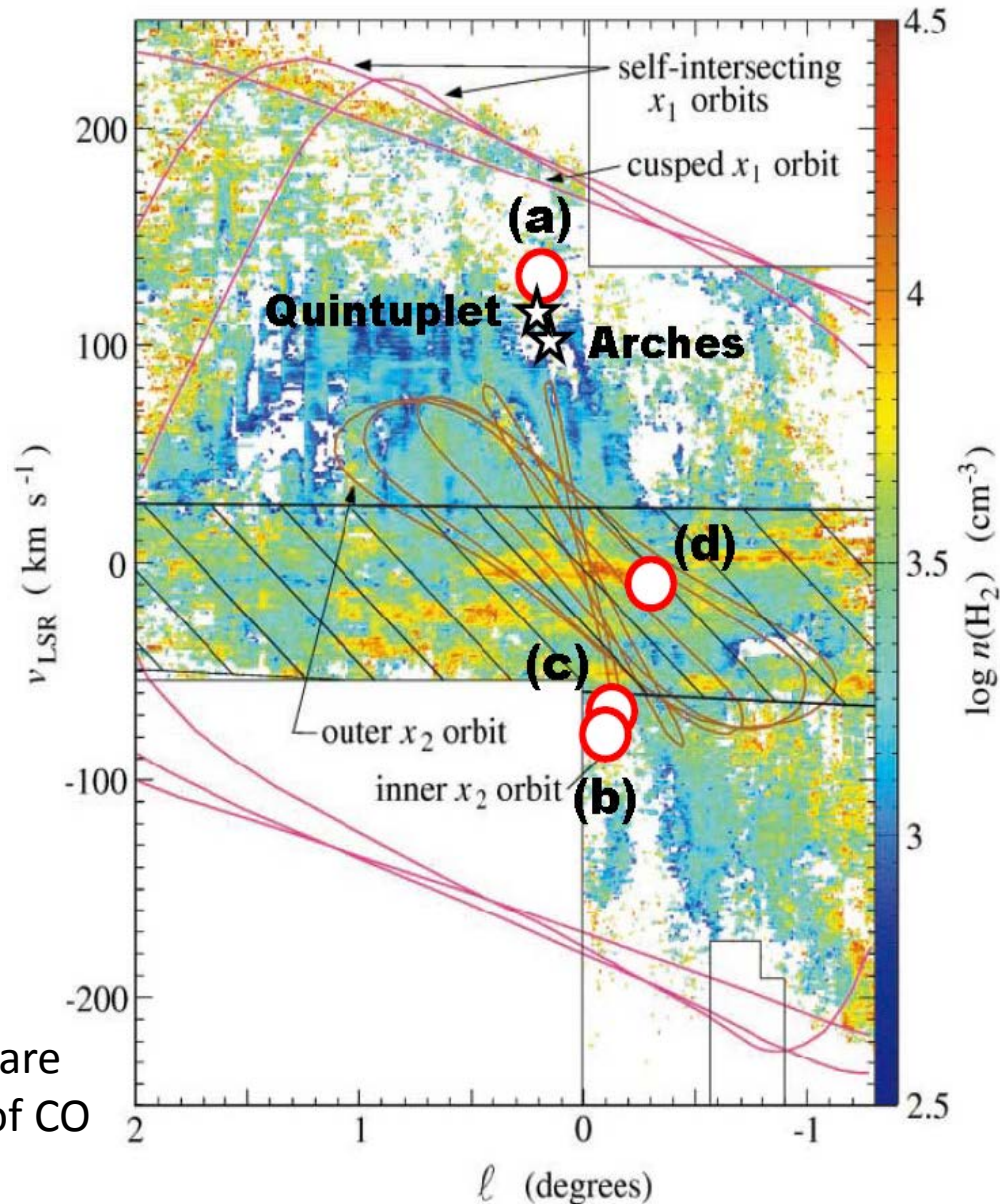 4.5
self-intersecting
x₁ orbits
200
cusped x₁ orbit
(a)
4
Quintuplet
100
Arches
v_LSR ( km s⁻¹)
(d)
0
3.5
log n(H₂) (cm⁻³)
(c)
outer x₂ orbit
-100
inner x₂ orbit
(b)
3
-200
are
of CO
2.5
2
1
0
-1
ℓ (degrees)